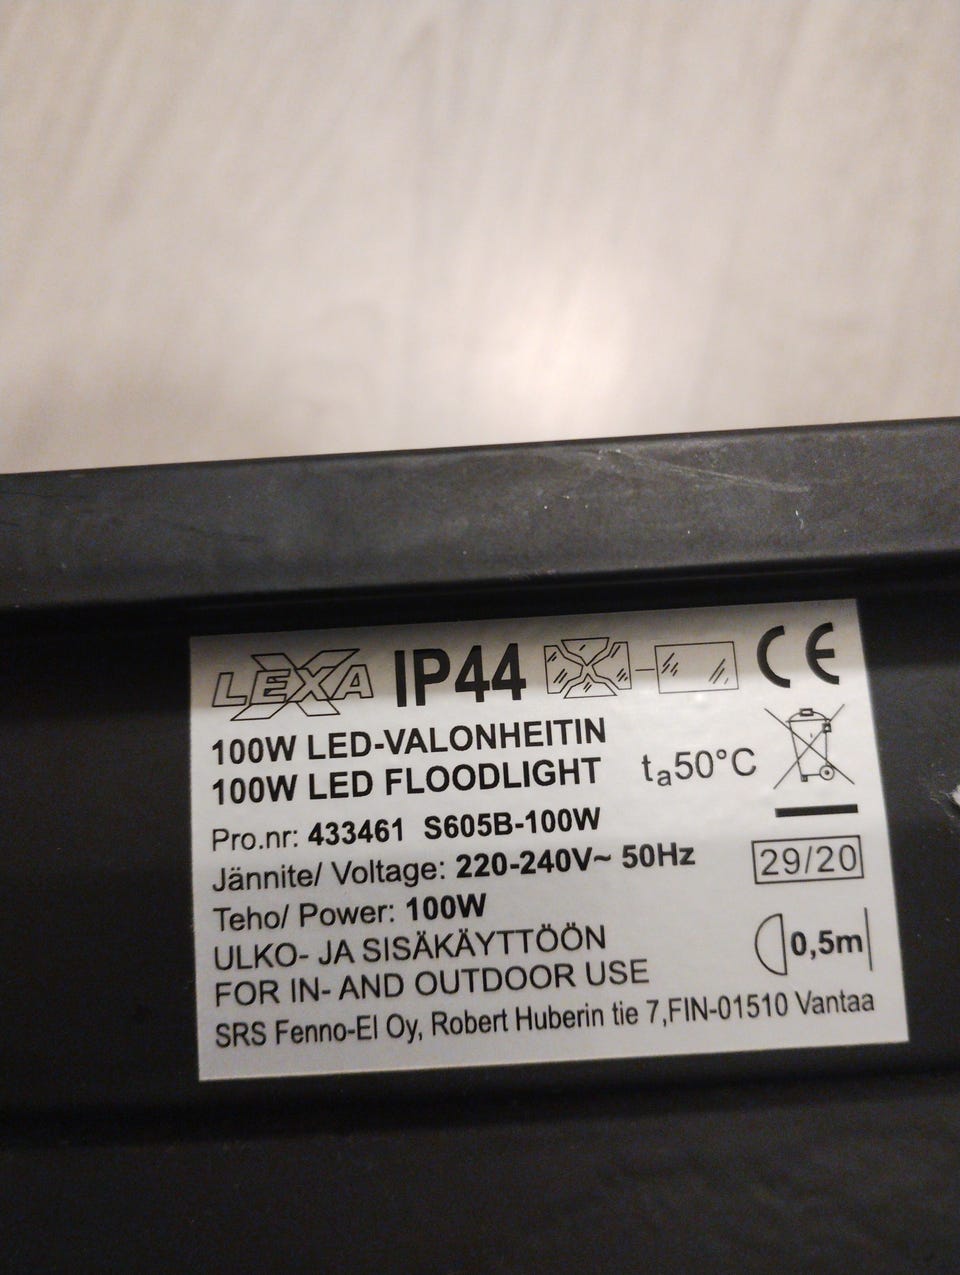 LEXA IP44 CE
100W LED-VALONHEITIN
100W LED FLOODLIGHT
ta50°C
Pro.nr: 433461 S605B-100W
Jännite/ Voltage: 220-240V~ 50Hz
29/20
Teho/ Power: 100W
ULKO- JA SISÄKÄYTTÖÖN
0,5m
FOR IN- AND OUTDOOR USE
SRS Fenno-El Oy, Robert Huberin tie 7,FIN-01510 Vantaa